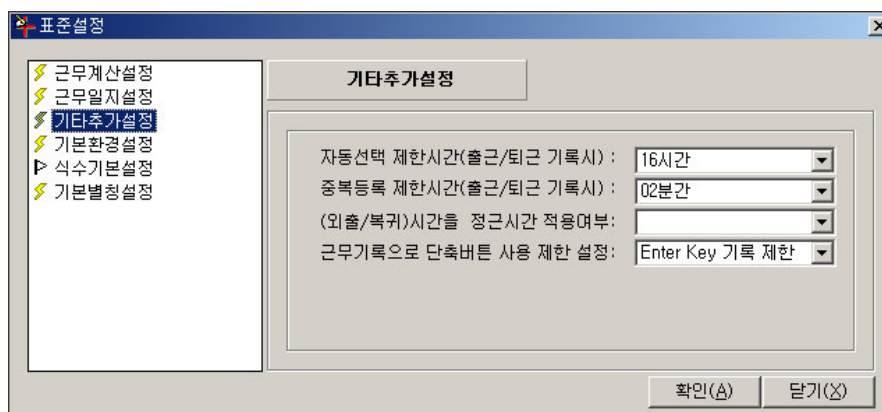 표준설정
근무계산설정
근무일지설정
기타추가설정
기본환경설정
식수기본설정
기본별칭설정
기타추가설정
자동선택 제한시간(출근/퇴근 기록시) : 16시간
중복등록 제한시간(출근/퇴근 기록시) : 02분간
(외출/복귀)시간을 정근시간 적용여부:
근무기록으로 단축버튼 사용 제한 설정: Enter Key 기록 제한
확인(A) 닫기(X)